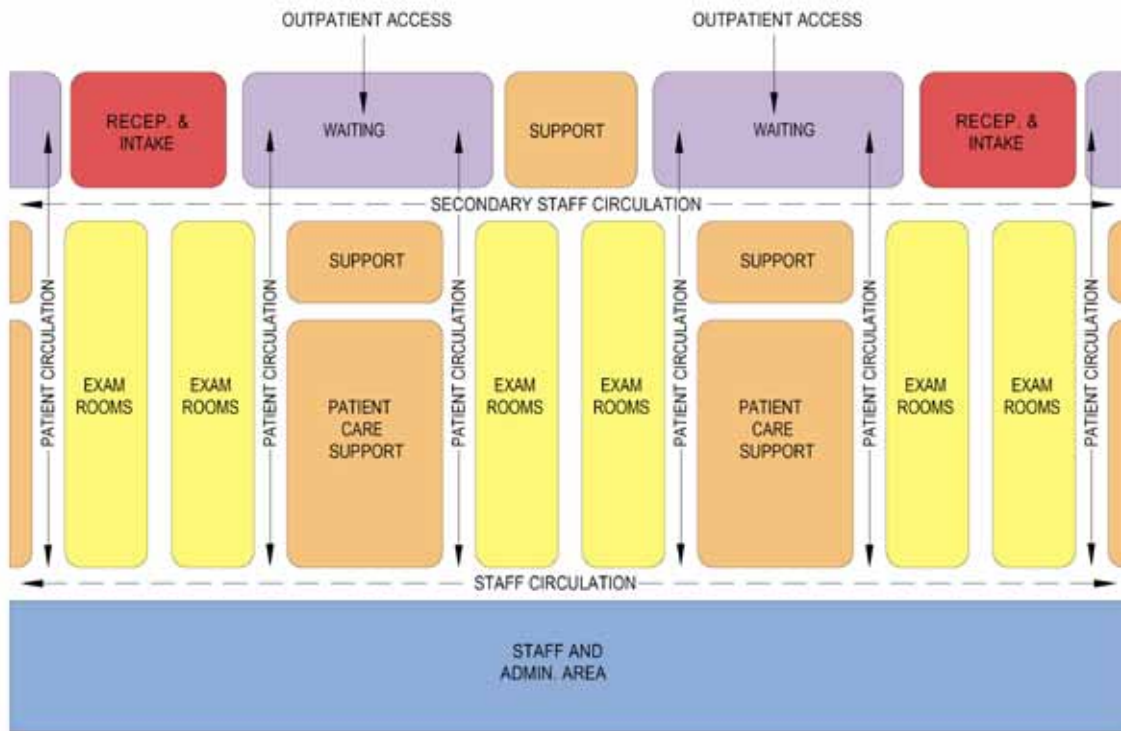 OUTPATIENT ACCESS
OUTPATIENT ACCESS
RECEP. &
INTAKE
WAITING
SUPPORT
WAITING
RECEP. &
INTAKE
SECONDARY STAFF CIRCULATION
SUPPORT
SUPPORT
PATIENT CIRCULATION
PATIENT CIRCULATION
PATIENT CIRCULATION
PATIENT CIRCULATION
PATIENT CIRCULATION
PATIENT CIRCULATION
EXAM
ROOMS
EXAM
ROOMS
PATIENT
CARE
SUPPORT
EXAM
ROOMS
EXAM
ROOMS
PATIENT
CARE
SUPPORT
EXAM
ROOMS
EXAM
ROOMS
STAFF CIRCULATION
STAFF AND
ADMIN. AREA